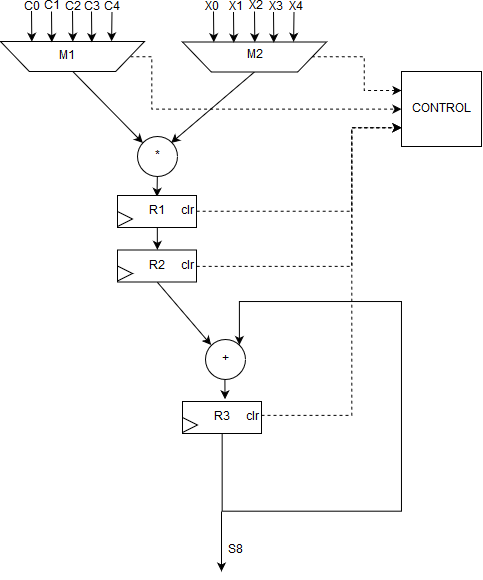 C0 C1 C2 C3 C4 X0 X1 X2 X3 X4
M1 M2
CONTROL
*
R1 clr
R2 clr
+
R3 clr
S8